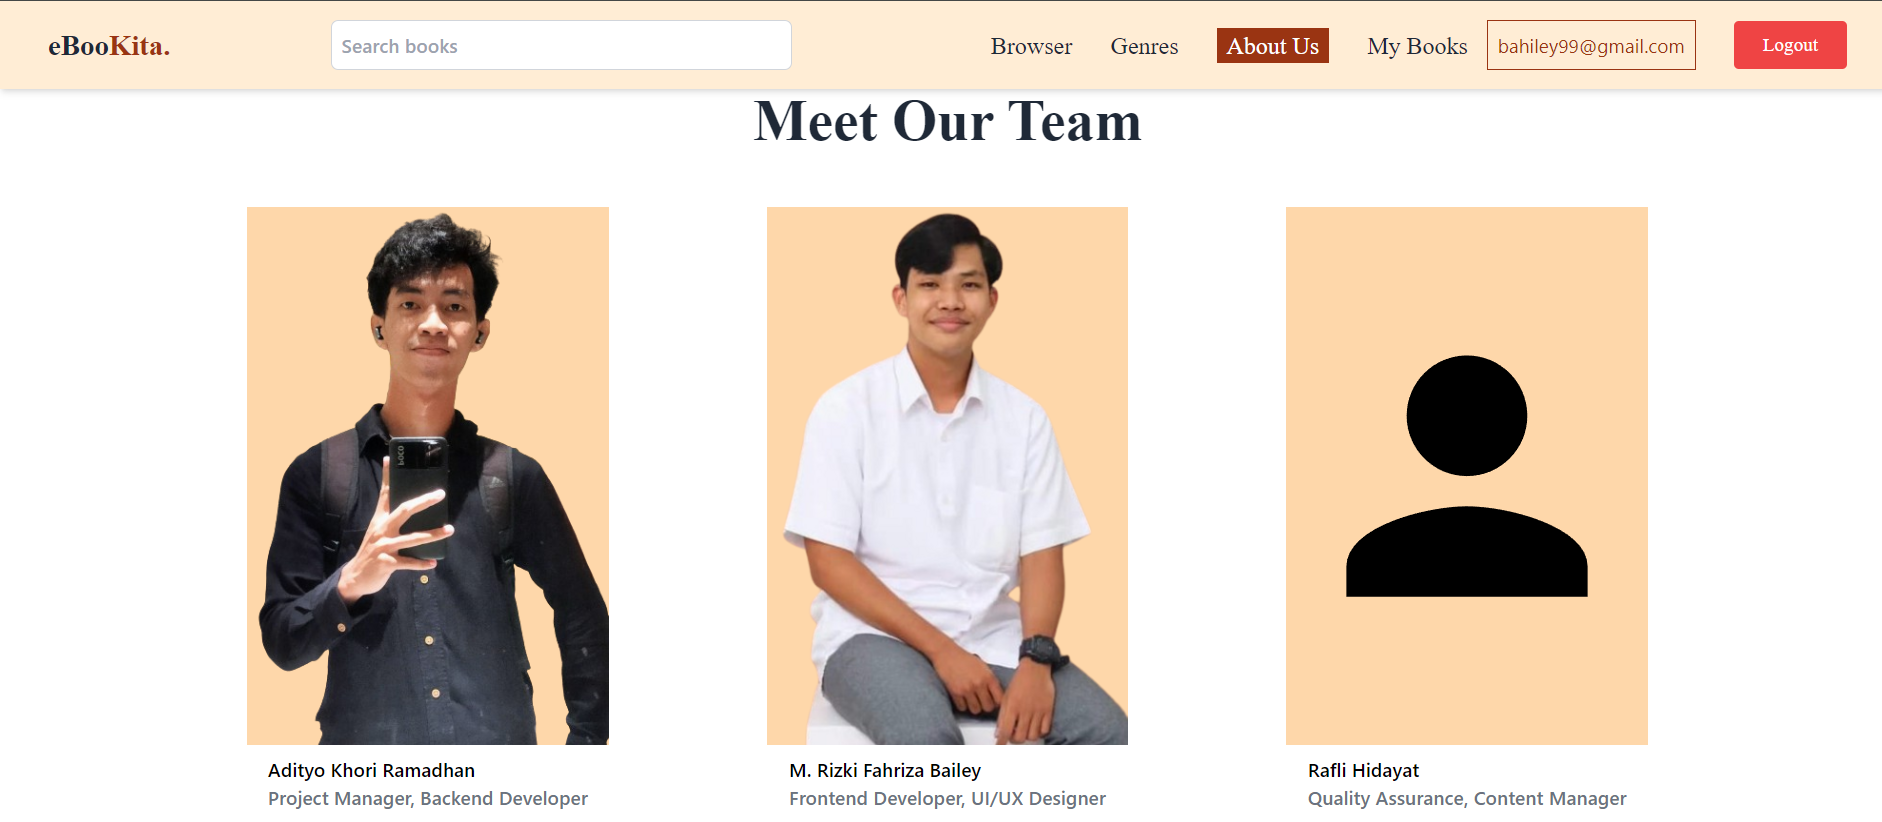 eBooKita.
Search books
Browser
Genres
About Us
My Books
bahiley99@gmail.com
Logout
Meet Our Team
POCO
Adityo Khori Ramadhan
Project Manager, Backend Developer
M. Rizki Fahriza Bailey
Frontend Developer, UI/UX Designer
Rafli Hidayat
Quality Assurance, Content Manager